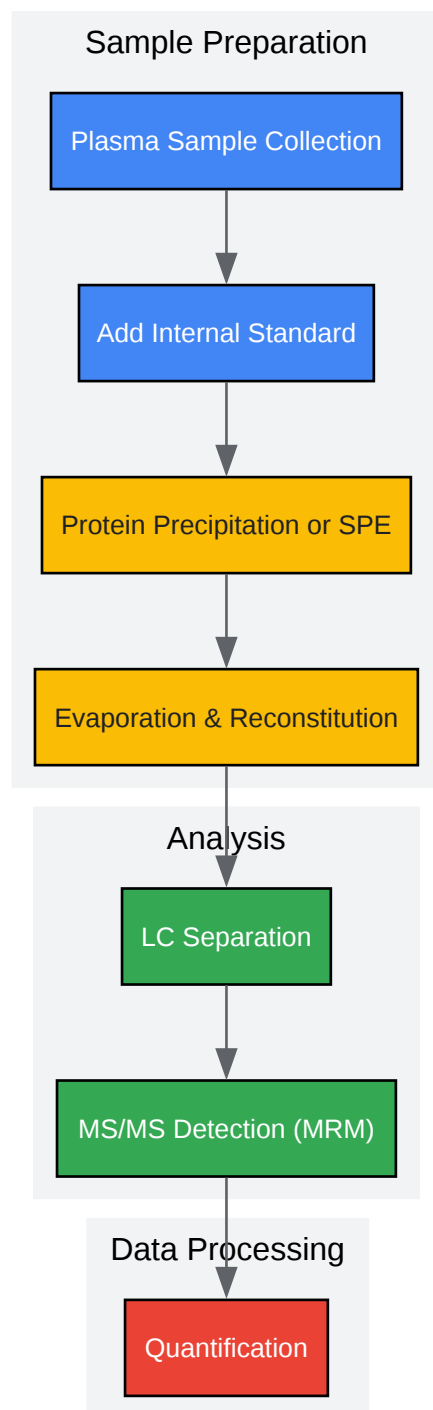 Sample Preparation
Plasma Sample Collection
Add Internal Standard
Protein Precipitation or SPE
Evaporation & Reconstitution
Analysis
LC Separation
MS/MS Detection (MRM)
Data Processing
Quantification